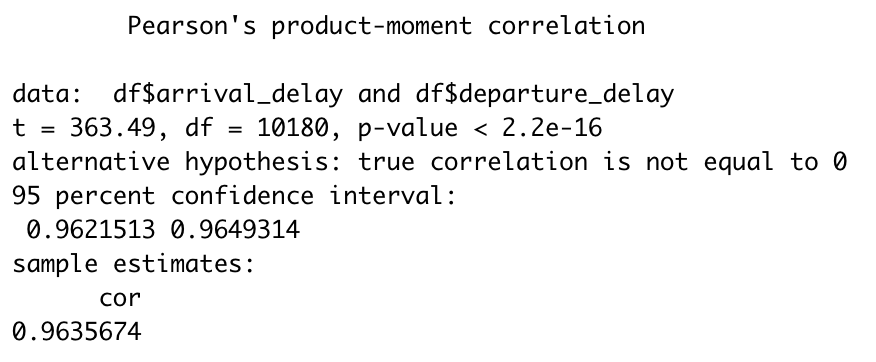 Pearson's product-moment correlation
data:  df$arrival_delay and df$departure_delay
t = 363.49, df = 10180, p-value < 2.2e-16
alternative hypothesis: true correlation is not equal to 0
95 percent confidence interval:
 0.9621513 0.9649314
sample estimates:
      cor
0.9635674